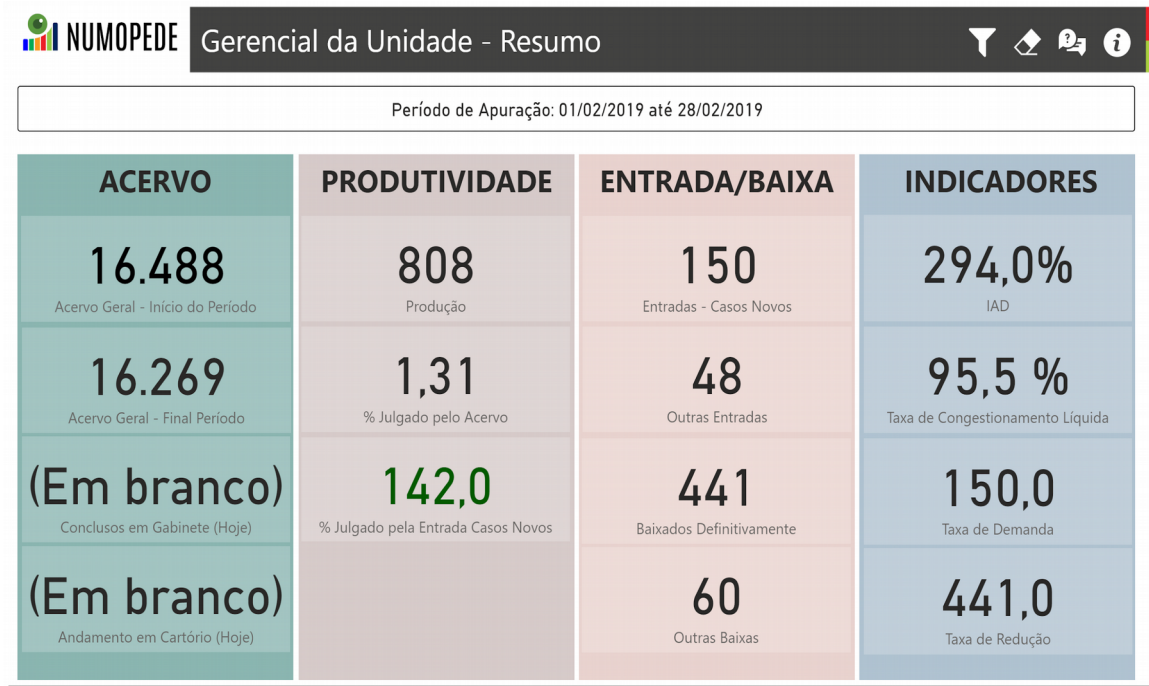 NUMOPEDE
Gerencial da Unidade - Resumo
Período de Apuração: 01/02/2019 até 28/02/2019
ACERVO
16.488
Acervo Geral - Início do Período
16.269
Acervo Geral - Final Período
(Em branco)
Conclusos em Gabinete (Hoje)
(Em branco)
Andamento em Cartório (Hoje)
PRODUTIVIDADE
808
Produção
1,31
% Julgado pelo Acervo
142,0
% Julgado pela Entrada Casos Novos
ENTRADA/BAIXA
150
Entradas - Casos Novos
48
Outras Entradas
441
Baixados Definitivamente
60
Outras Baixas
INDICADORES
294,0%
IAD
95,5 %
Taxa de Congestionamento Líquida
150,0
Taxa de Demanda
441,0
Taxa de Redução